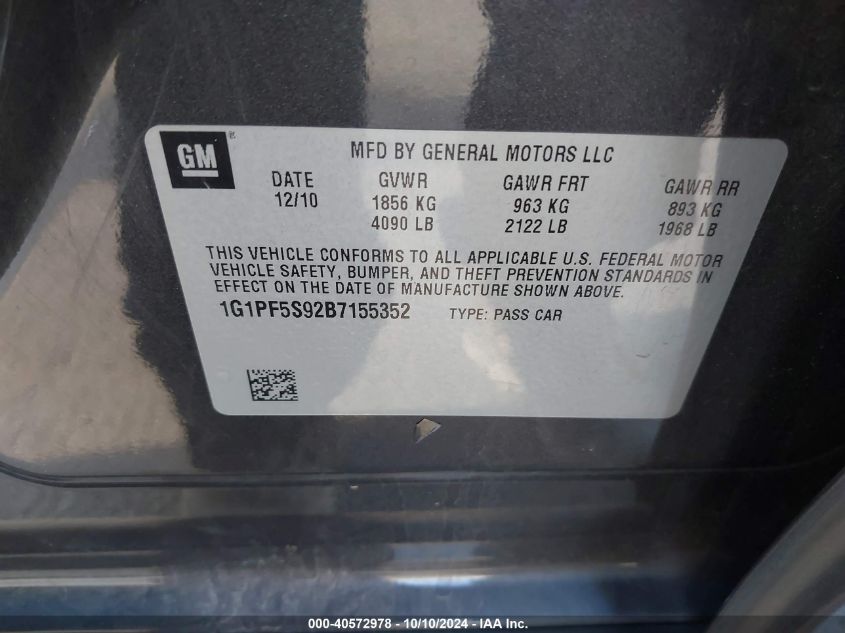 GM
MFD BY GENERAL MOTORS LLC
DATE GVWR GAWR FRT GAWR RR
12/10 1856 KG 963 KG 893 KG
4090 LB 2122 LB 1968 LB
THIS VEHICLE CONFORMS TO ALL APPLICABLE U.S. FEDERAL MOTOR
VEHICLE SAFETY, BUMPER, AND THEFT PREVENTION STANDARDS IN
EFFECT ON THE DATE OF MANUFACTURE SHOWN ABOVE.
1G1PF5S92B7155352 TYPE: PASS CAR
000-40572978 - 10/10/2024 - IAA Inc.